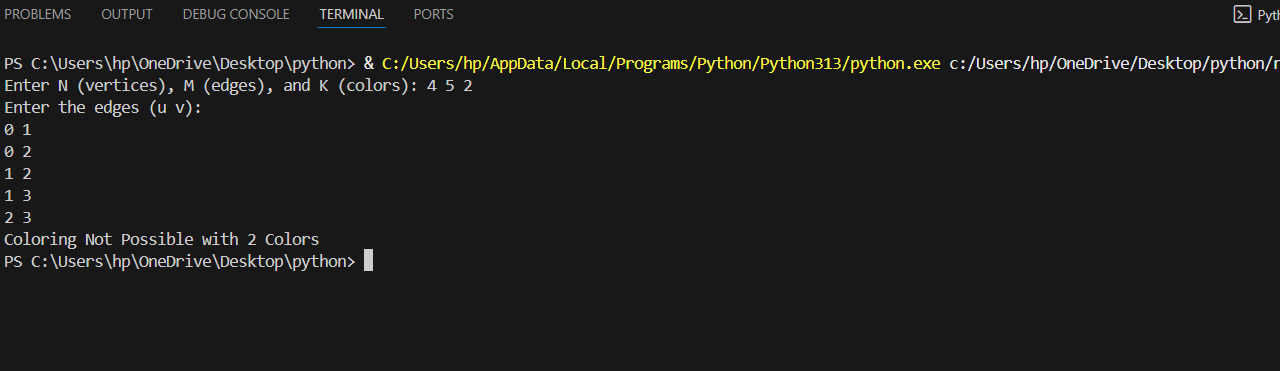 PROBLEMS OUTPUT DEBUG CONSOLE TERMINAL PORTS
PS C:\Users\hp\OneDrive\Desktop\python> & C:/Users/hp/AppData/Local/Programs/Python/Python313/python.exe c:/Users/hp/OneDrive/Desktop/python/
Enter N (vertices), M (edges), and K (colors): 4 5 2
Enter the edges (u v):
0 1
0 2
1 2
1 3
2 3
Coloring Not Possible with 2 Colors
PS C:\Users\hp\OneDrive\Desktop\python>